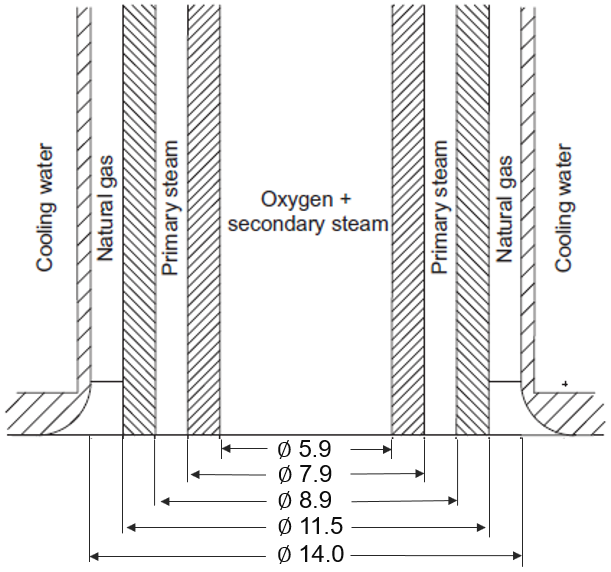 Cooling water
Natural gas
Primary steam
Oxygen +
secondary steam
Primary steam
Natural gas
Cooling water
Ø 5.9
Ø 7.9
Ø 8.9
Ø 11.5
Ø 14.0